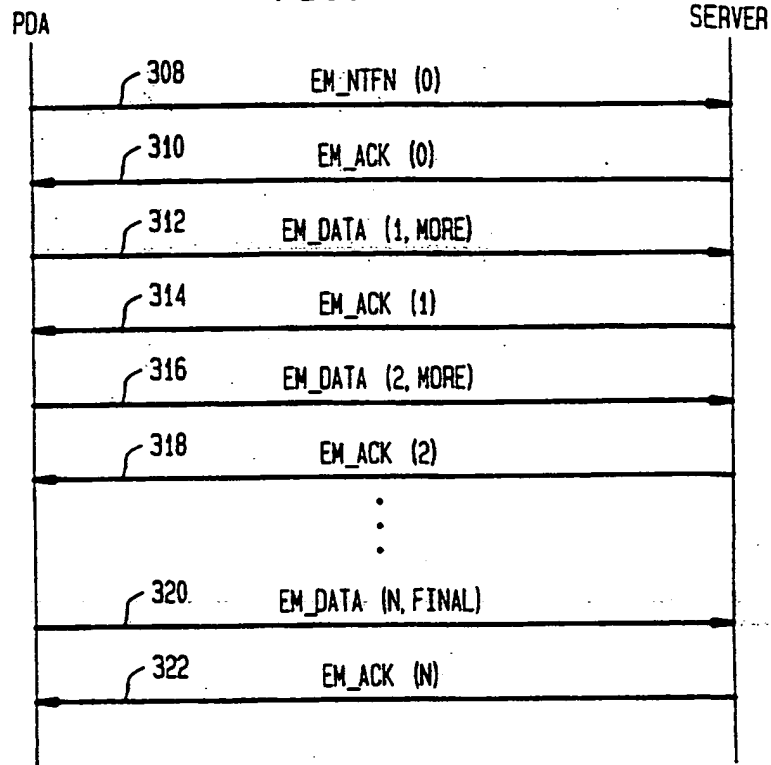 PDA
SERVER
308
EM_NTFN (0)
310
EM_ACK (0)
312
EM_DATA (1, MORE)
314
EM_ACK (1)
316
EM_DATA (2, MORE)
318
EM_ACK (2)
320
EM_DATA (N, FINAL)
322
EM_ACK (N)